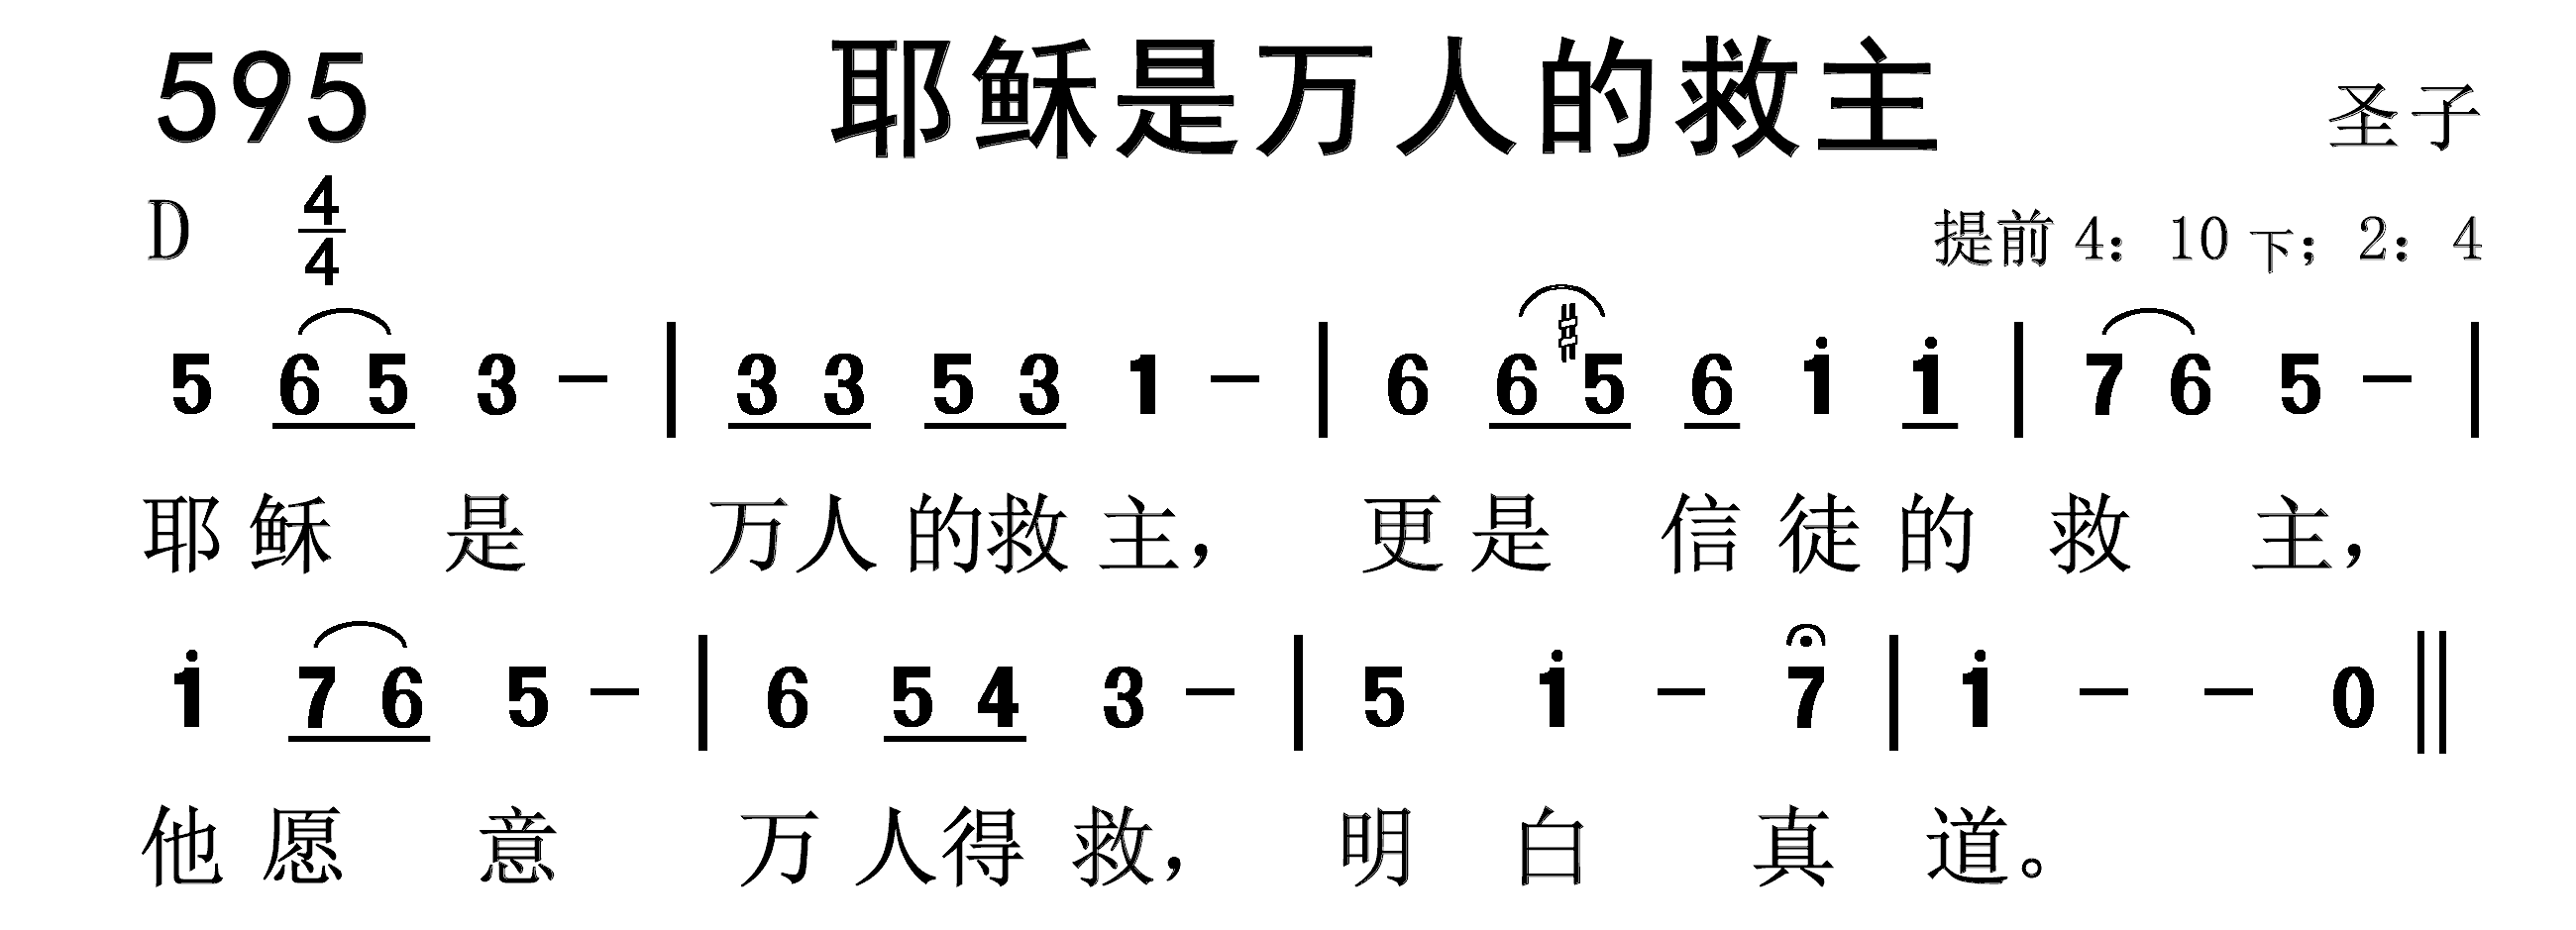 595 耶稣是万人的救主 圣子
D 4/4 提前 4：10 下；2：4
5 6 5 3 - | 3 3 5 3 1 - | 6 6 #5 6 i i | 7 6 5 - |
耶 稣 是 万 人 的 救 主， 更 是 信 徒 的 救 主，
i 7 6 5 - | 6 5 4 3 - | 5 i - 7 | i - - 0 ||
他 愿 意 万 人 得 救， 明 白 真 道。